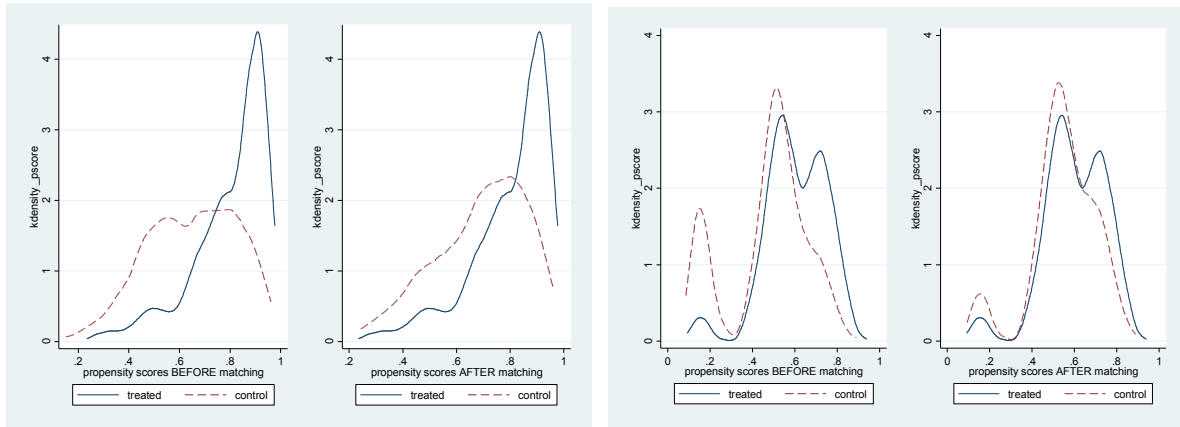 kdensity _pscore
0 1 2 3 4
.2 .4 .6 .8 1
propensity scores BEFORE matching
treated control
kdensity _pscore
0 1 2 3 4
.2 .4 .6 .8 1
propensity scores AFTER matching
treated control
kdensity _pscore
0 1 2 3 4
0 .2 .4 .6 .8 1
propensity scores BEFORE matching
treated control
kdensity _pscore
0 1 2 3 4
0 .2 .4 .6 .8 1
propensity scores AFTER matching
treated control